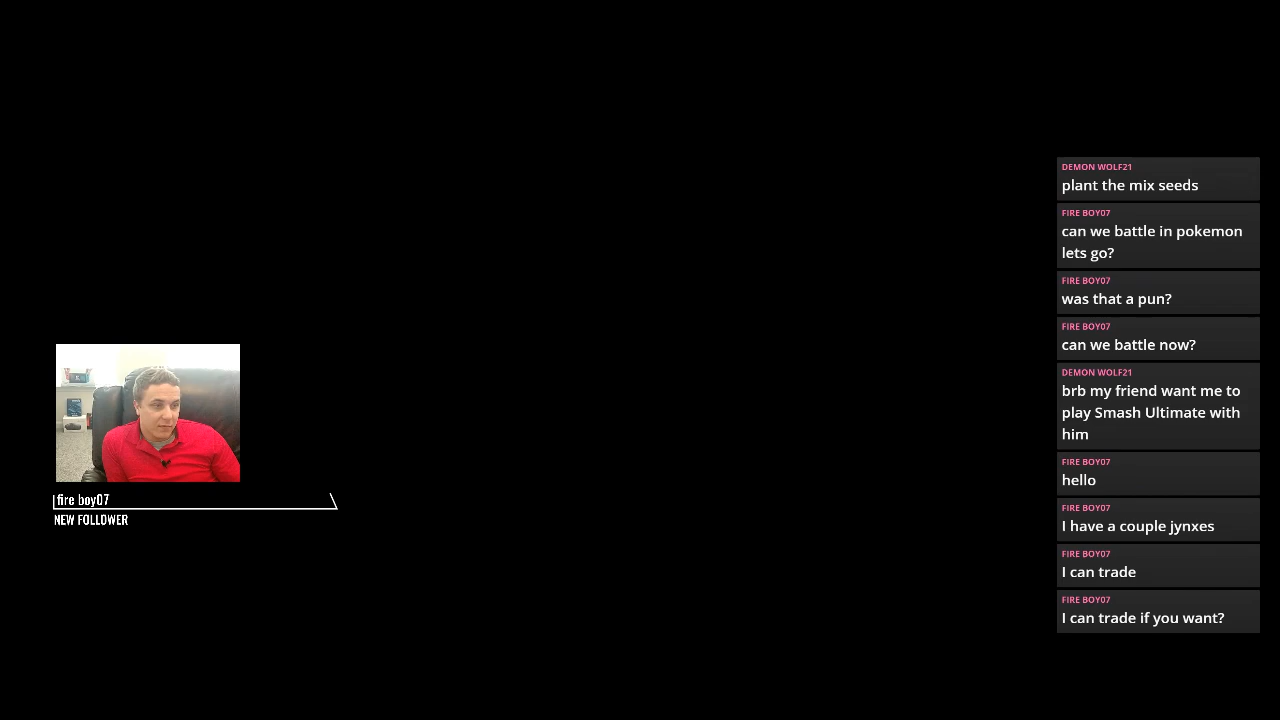 DEMON WOLF21
plant the mix seeds
FIRE BOY07
can we battle in pokemon
lets go?
FIRE BOY07
was that a pun?
FIRE BOY07
can we battle now?
DEMON WOLF21
brb my friend want me to
play Smash Ultimate with
him
FIRE BOY07
hello
FIRE BOY07
I have a couple jynxes
FIRE BOY07
I can trade
FIRE BOY07
I can trade if you want?
fire boy07
NEW FOLLOWER